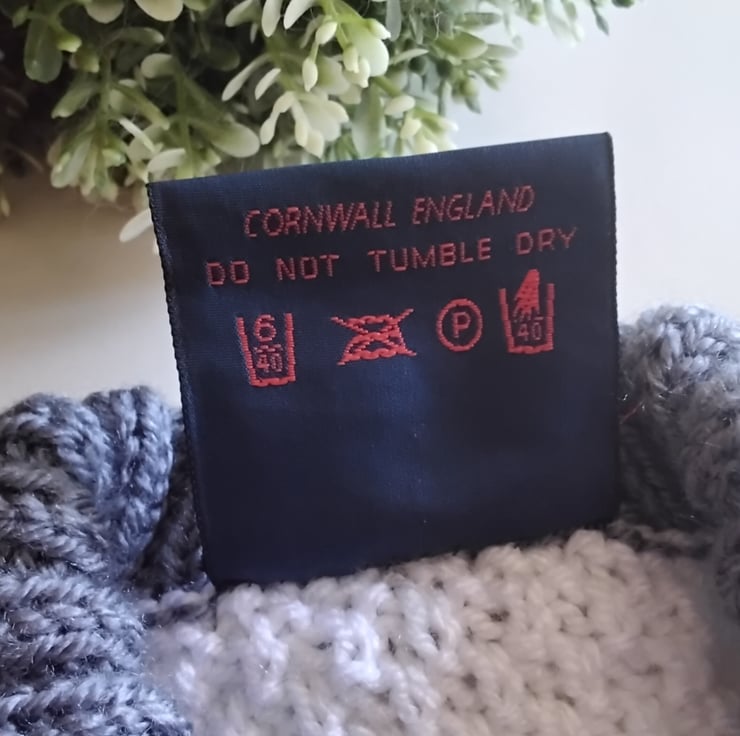 CORNWALL ENGLAND
DO NOT TUMBLE DRY
6 P
40 40